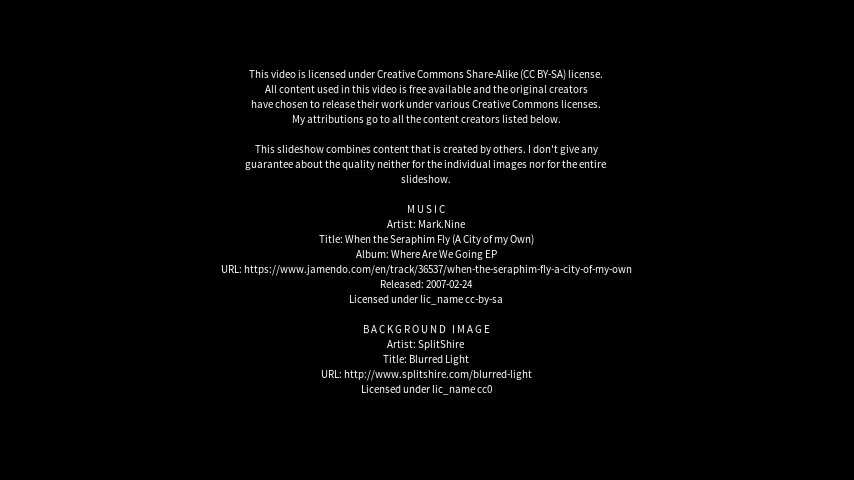 This video is licensed under Creative Commons Share-Alike (CC BY-SA) license.
All content used in this video is free available and the original creators
have chosen to release their work under various Creative Commons licenses.
My attributions go to all the content creators listed below.
This slideshow combines content that is created by others. I don't give any
guarantee about the quality neither for the individual images nor for the entire
slideshow.
MUSIC
Artist: Mark.Nine
Title: When the Seraphim Fly (A City of my Own)
Album: Where Are We Going EP
URL: https://www.jamendo.com/en/track/36537/when-the-seraphim-fly-a-city-of-my-own
Released: 2007-02-24
Licensed under lic_name cc-by-sa
BACKGROUND IMAGE
Artist: SplitShire
Title: Blurred Light
URL: http://www.splitshire.com/blurred-light
Licensed under lic_name cc0